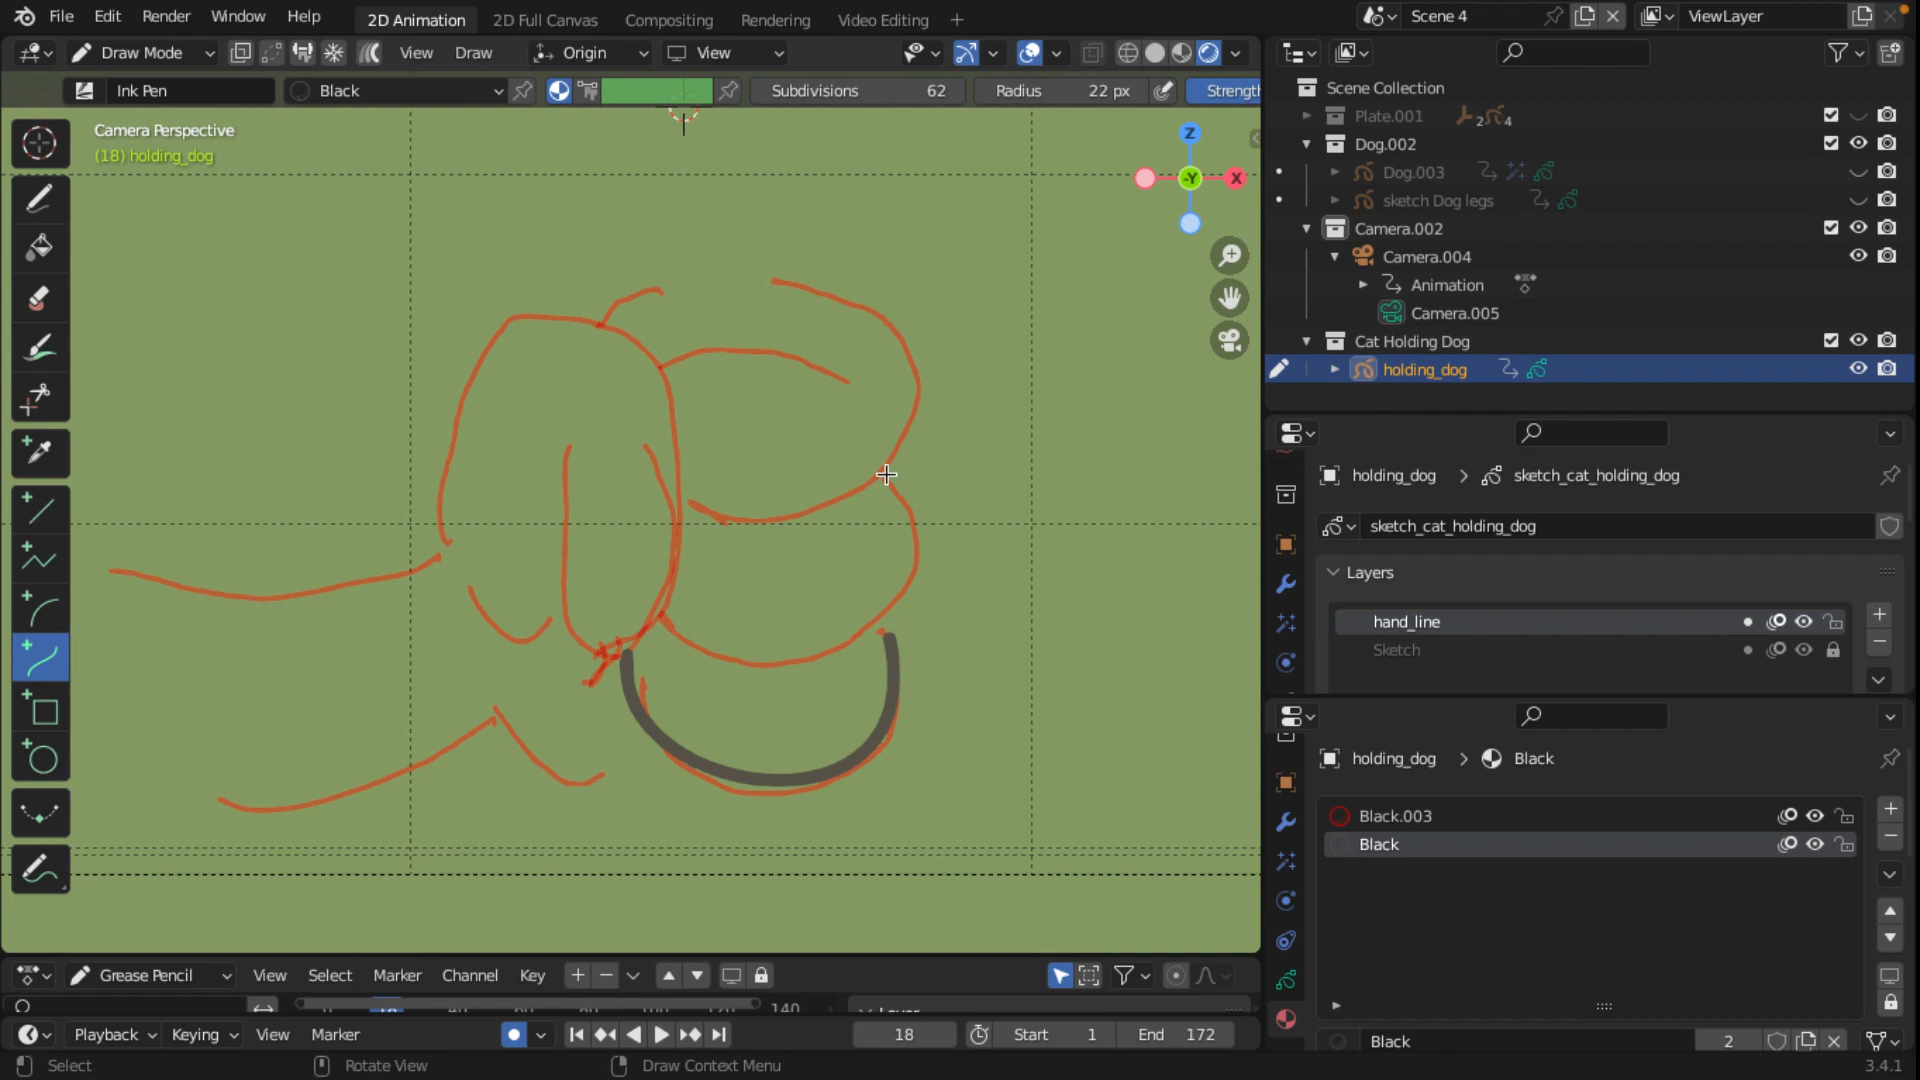 File Edit Render Window Help
2D Animation 2D Full Canvas Compositing Rendering Video Editing
Scene 4
ViewLayer
Draw Mode View Draw Origin View
Ink Pen Black Subdivisions 62 Radius 22 px Strength
Camera Perspective
(18) holding_dog
Z
-Y
X
Scene Collection
Plate.001 2 4
Dog.002
Dog.003
sketch Dog legs
Camera.002
Camera.004
Animation
Camera.005
Cat Holding Dog
holding_dog
holding_dog > sketch_cat_holding_dog
sketch_cat_holding_dog
Layers
hand_line
Sketch
holding_dog > Black
Black.003
Black
Black 2
Grease Pencil View Select Marker Channel Key
140
Playback Keying View Marker 18 Start 1 End 172
Select Rotate View Draw Context Menu 3.4.1